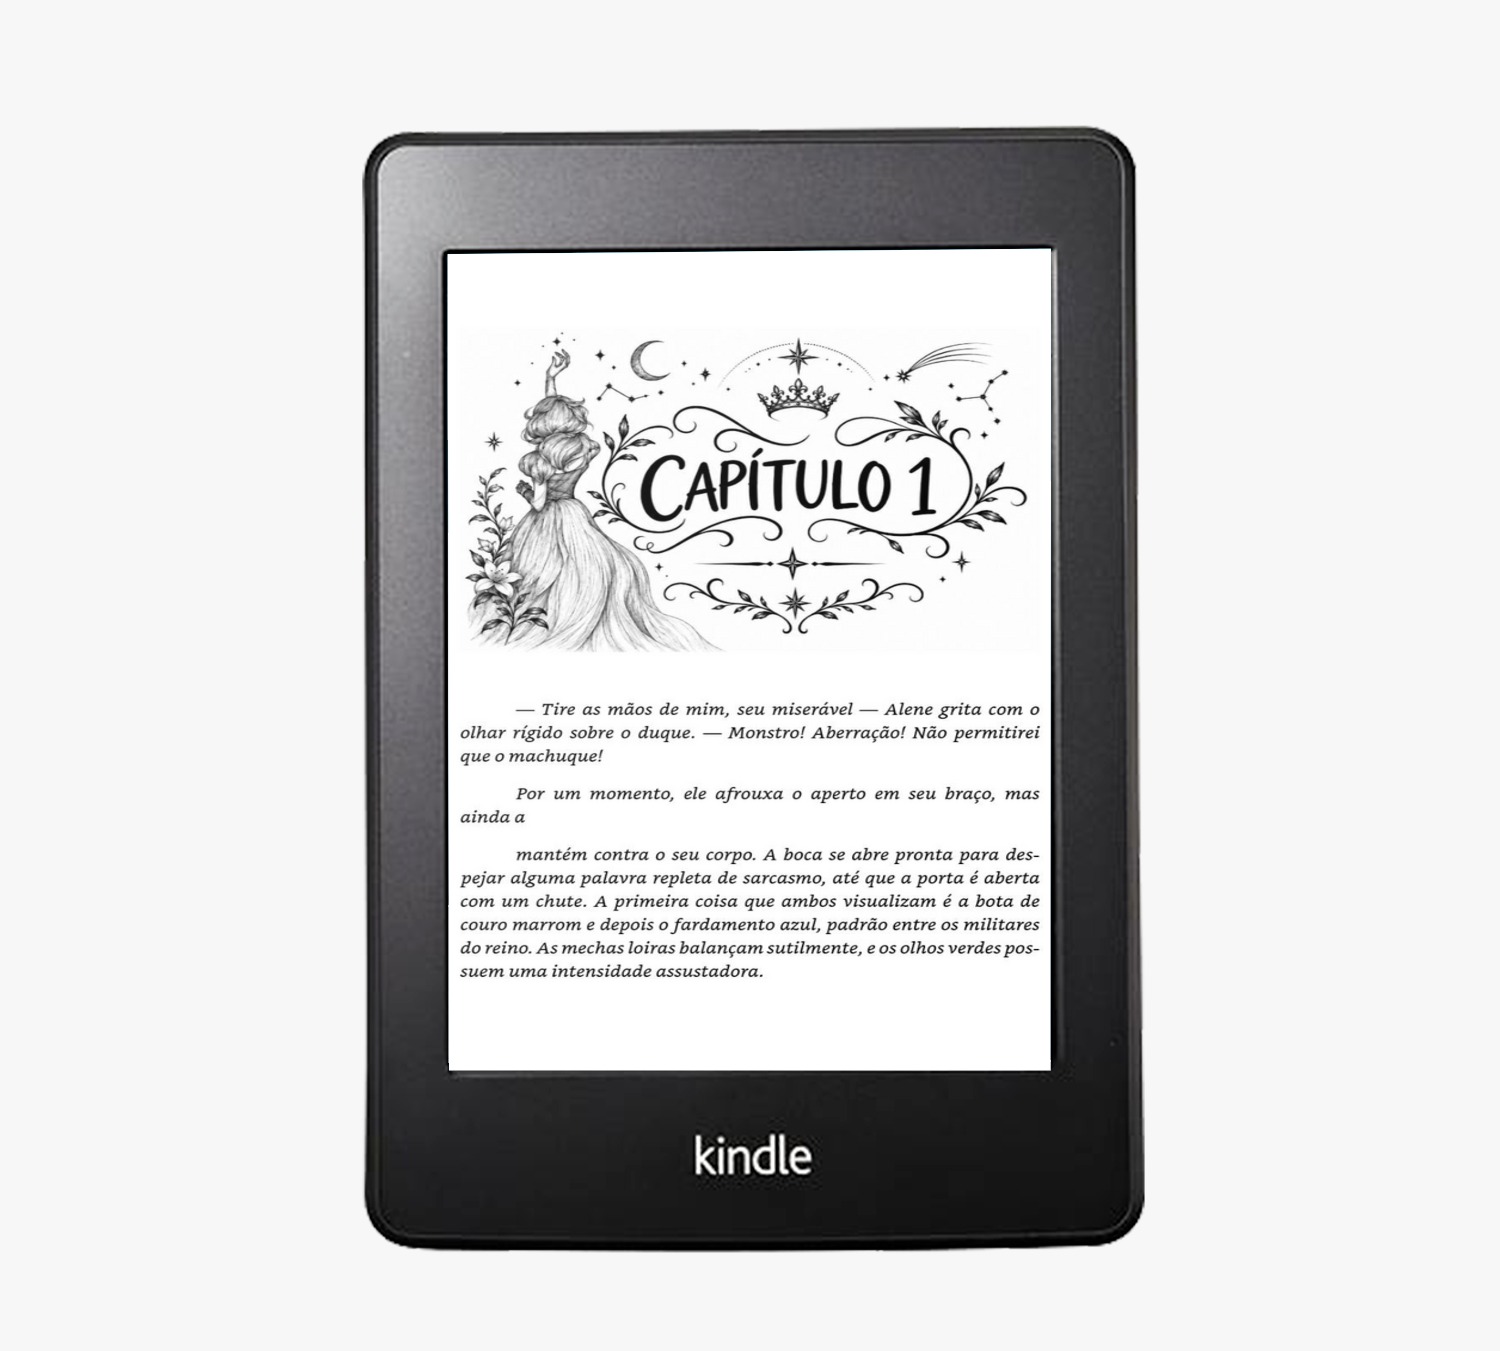 CAPÍTULO 1
— Tire as mãos de mim, seu miserável — Alene grita com o
olhar rígido sobre o duque. — Monstro! Aberração! Não permitirei
que o machuque!
Por um momento, ele afrouxa o aperto em seu braço, mas
ainda a
mantém contra o seu corpo. A boca se abre pronta para des-
pejar alguma palavra repleta de sarcasmo, até que a porta é aberta
com um chute. A primeira coisa que ambos visualizam é a bota de
couro marrom e depois o fardamento azul, padrão entre os militares
do reino. As mechas loiras balançam sutilmente, e os olhos verdes pos-
suem uma intensidade assustadora.
kindle